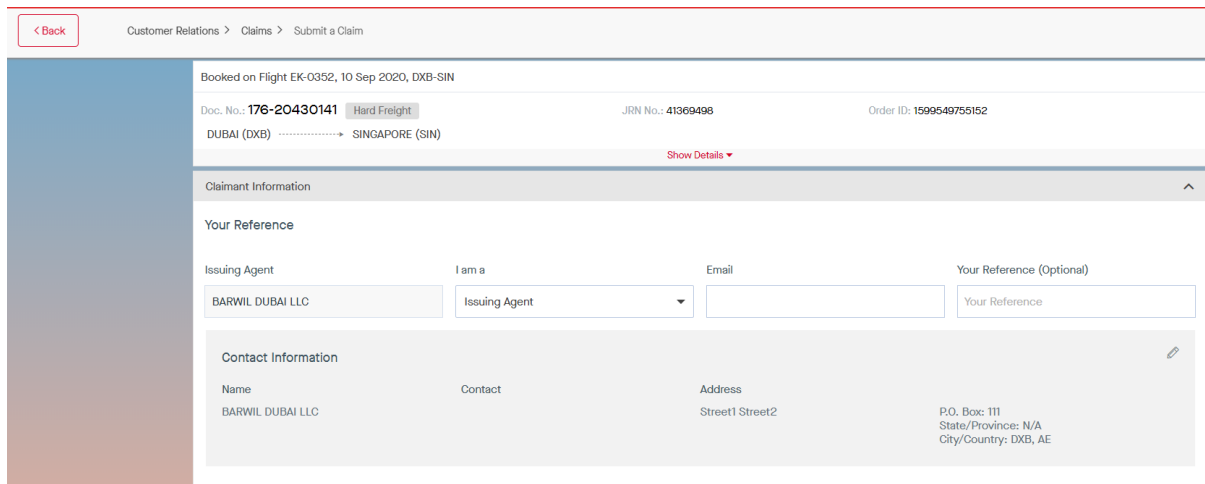 Back
Customer Relations > Claims > Submit a Claim
Booked on Flight EK-0352, 10 Sep 2020, DXB-SIN
Doc. No.: 176-20430141 Hard Freight JRN No.: 41369498 Order ID: 1599549755152
DUBAI (DXB) SINGAPORE (SIN)
Show Details
Claimant Information
Your Reference
Issuing Agent I am a Email Your Reference (Optional)
BARWIL DUBAI LLC Issuing Agent Your Reference
Contact Information
Name Contact Address
BARWIL DUBAI LLC Street1 Street2 P.O. Box: 111
State/Province: N/A
City/Country: DXB, AE